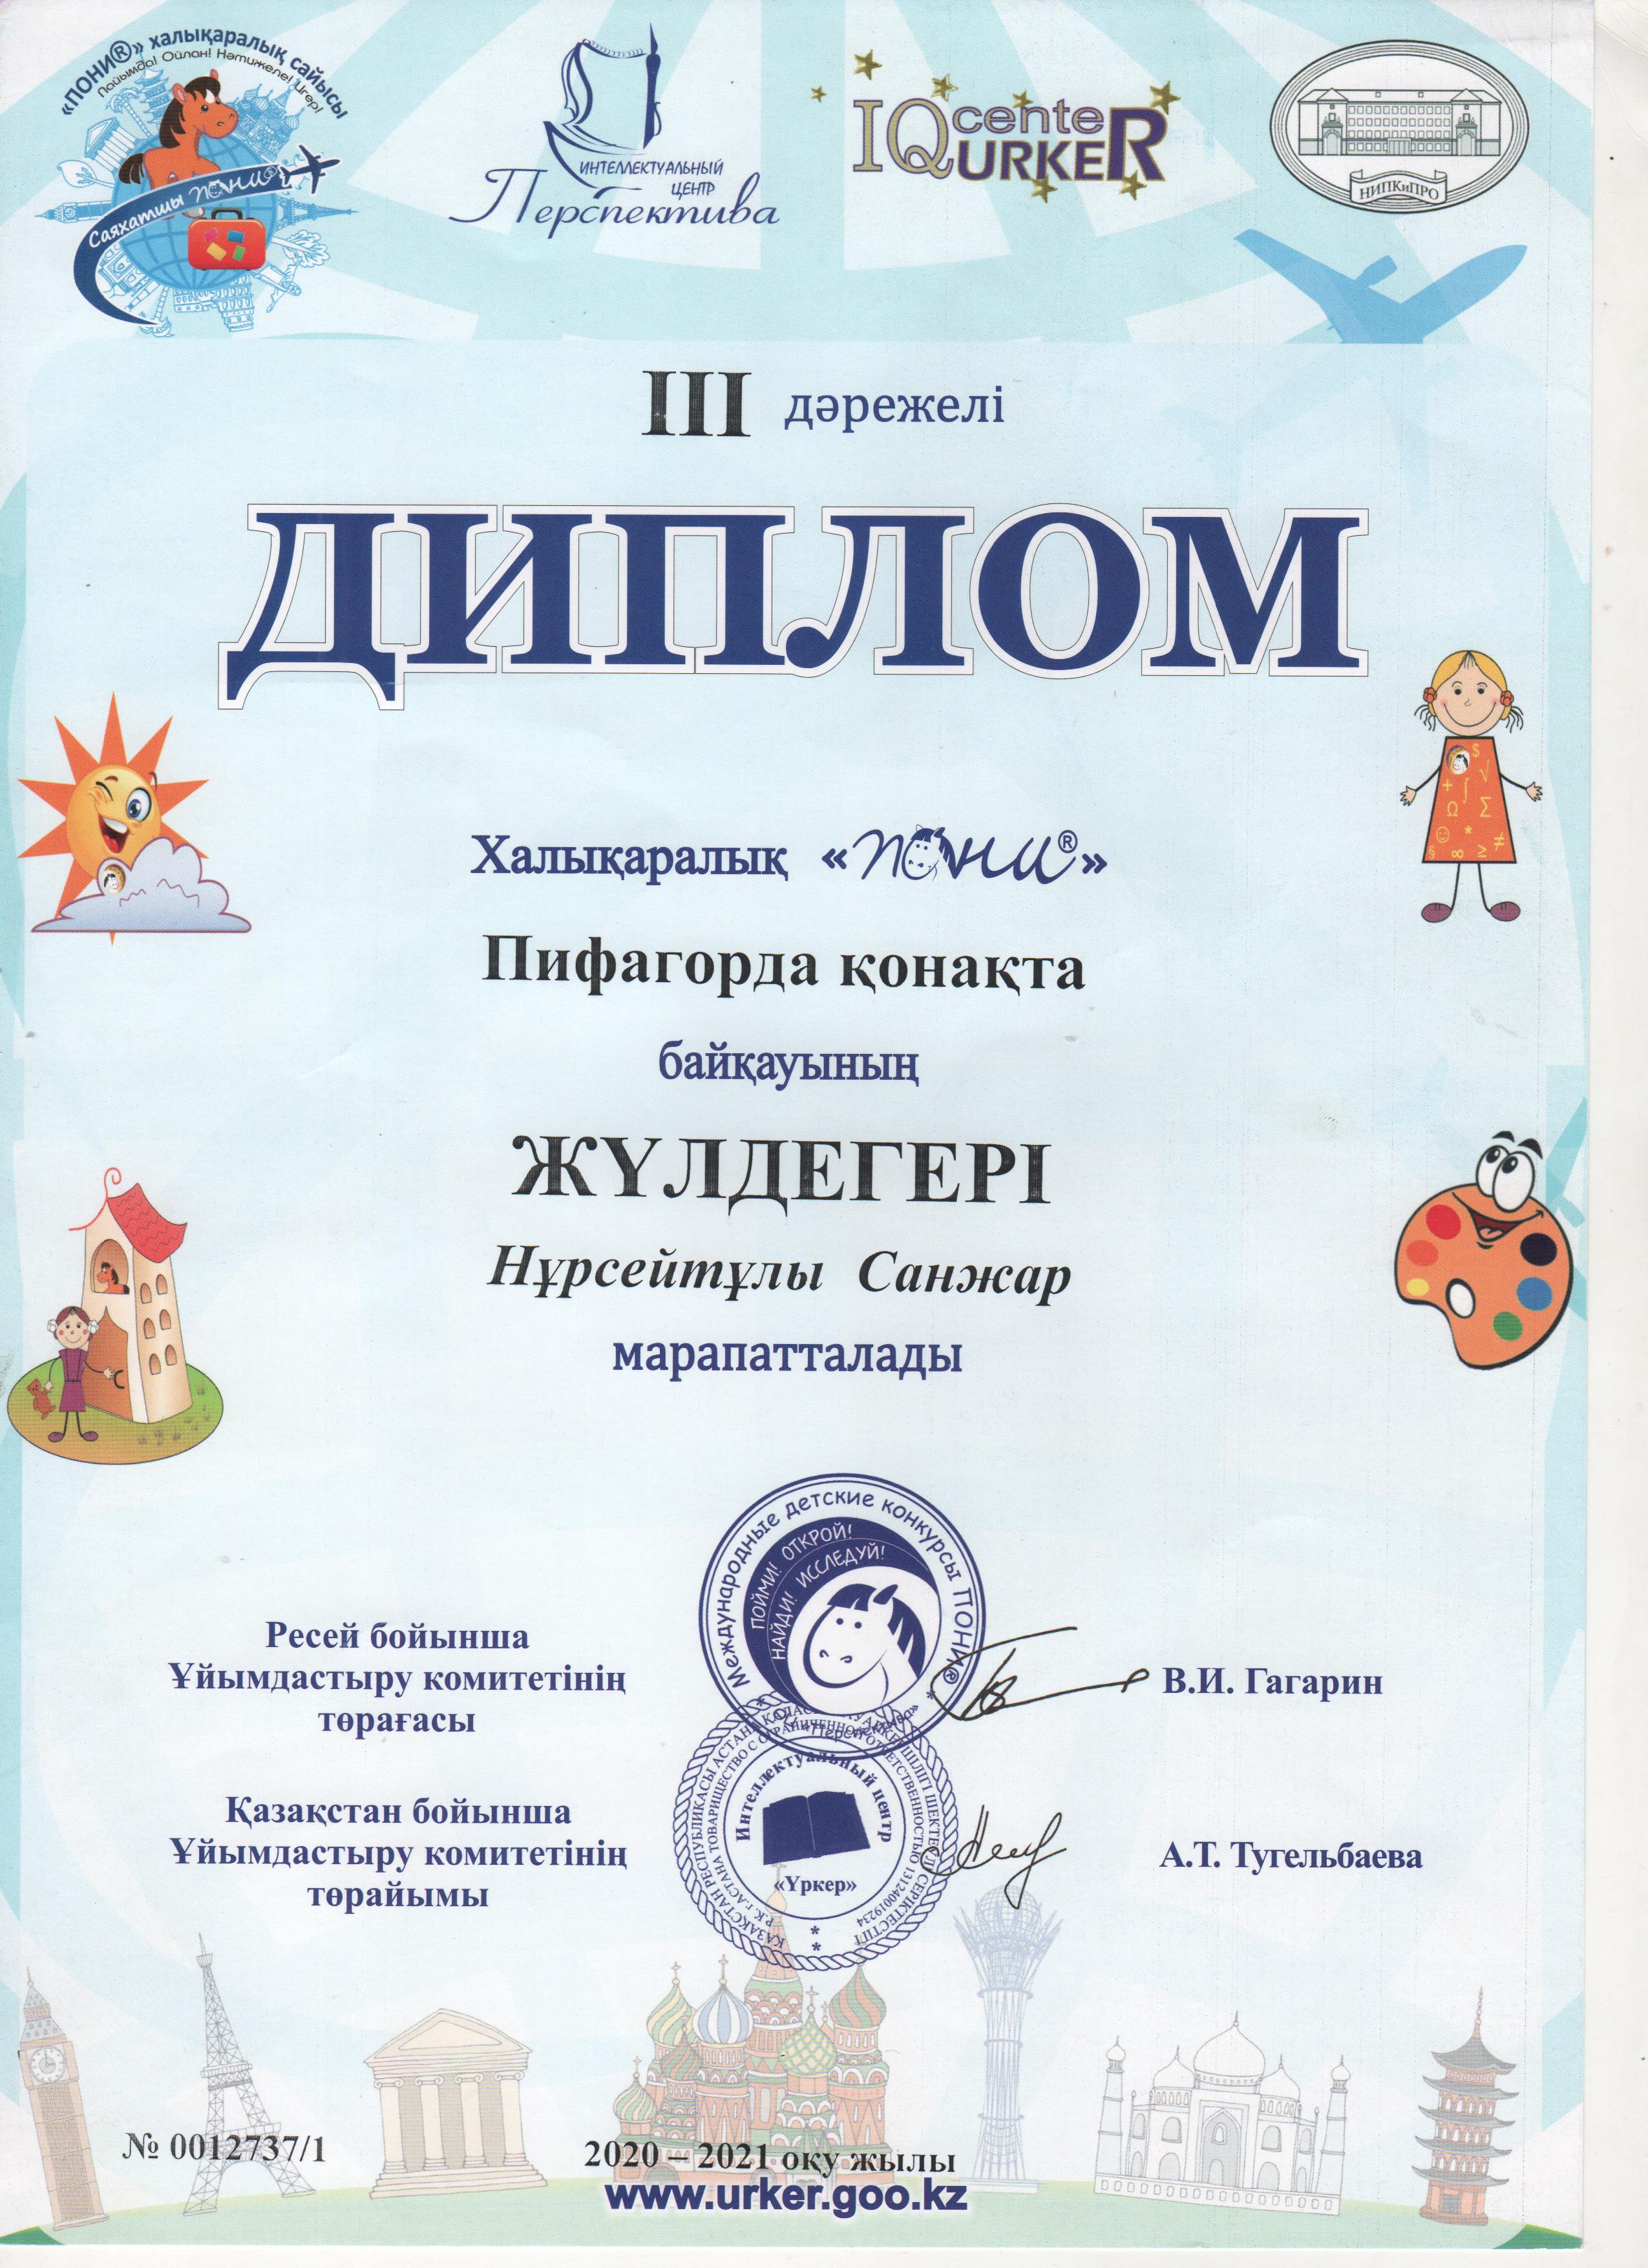 «ПОНИ®» халықаралық сайысы
Пайымда! Ойлан! Нәтижеле! Игер!
Саяхатшы ПОНИ®
ИНТЕЛЛЕКТУАЛЬНЫЙ
ЦЕНТР
Перспектива
IQ center
URKER
НИПКиПРО
III дәрежелі
ДИПЛОМ
Халықаралық «ПОНИ®»
Пифагорда қонақта
байқауының
ЖҮЛДЕГЕРІ
Нұрсейтұлы Санжар
марапатталады
Международные детские конкурсы ПОНИ®
ПОЙМИ! ОТКРОЙ!
НАЙДИ! ИССЛЕДУЙ!
«Перспектива»
Ресей бойынша
Ұйымдастыру комитетінің
төрағасы
В.И. Гагарин
Интеллектуальный центр
«Үркер»
Қазақстан бойынша
Ұйымдастыру комитетінің
төрайымы
А.Т. Тугельбаева
№ 0012737/1
2020 – 2021 оқу жылы
www.urker.goo.kz